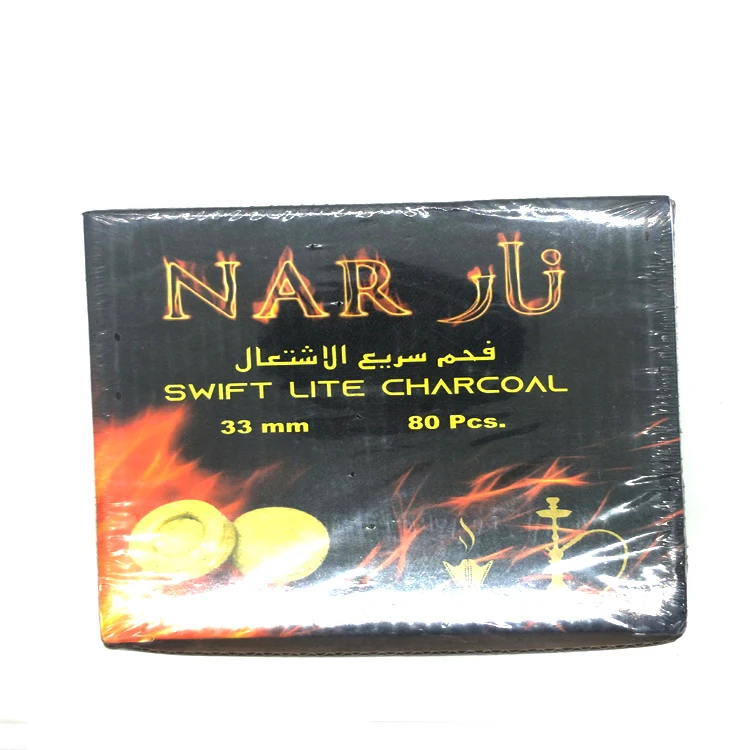 NAR نار
فحم سريع الاشتعال
SWIFT LITE CHARCOAL
33 mm 80 Pcs.